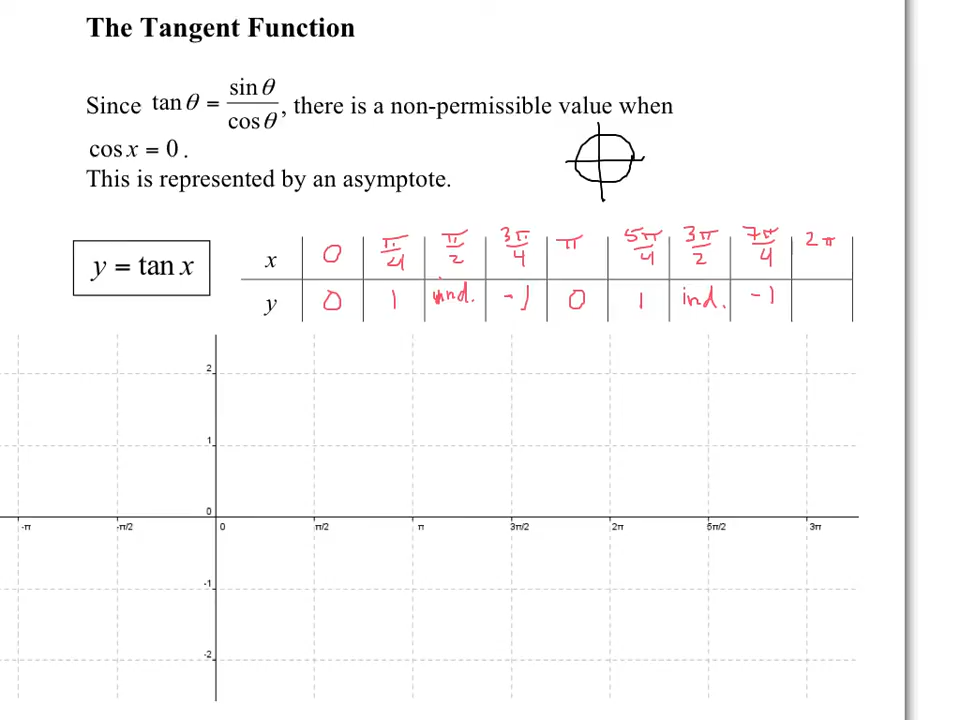 The Tangent Function
Since tan θ = sin θ / cos θ, there is a non-permissible value when
cos x = 0.
This is represented by an asymptote.
y = tan x
x 0 π/4 π/2 3π/4 π 5π/4 3π/2 7π/4 2π
y 0 1 und. -1 0 1 ind. -1
2
1
0
-π -π/2 0 π/2 π 3π/2 2π 5π/2 3π
-1
-2